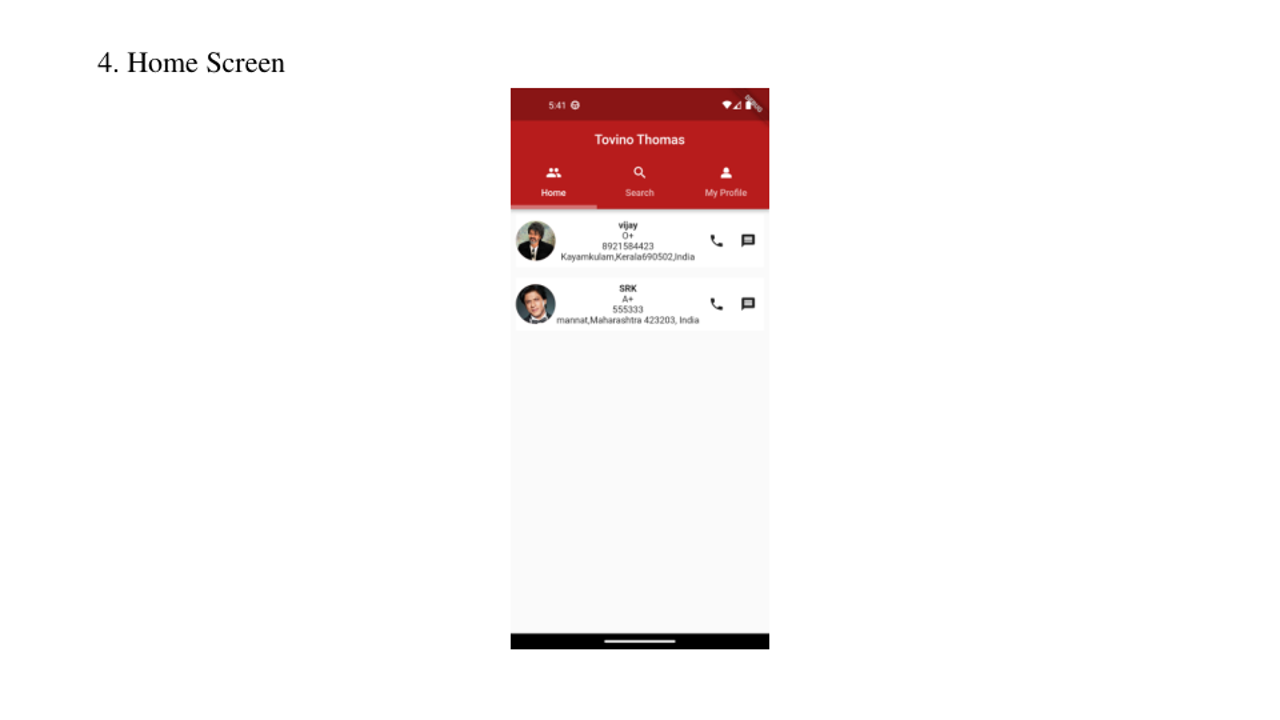 4. Home Screen
5:41
Tovino Thomas
Home
Search
My Profile
vijay
O+
8921584423
Kayamkulam,Kerala690502,India
SRK
A+
555333
mannat,Maharashtra 423203, India